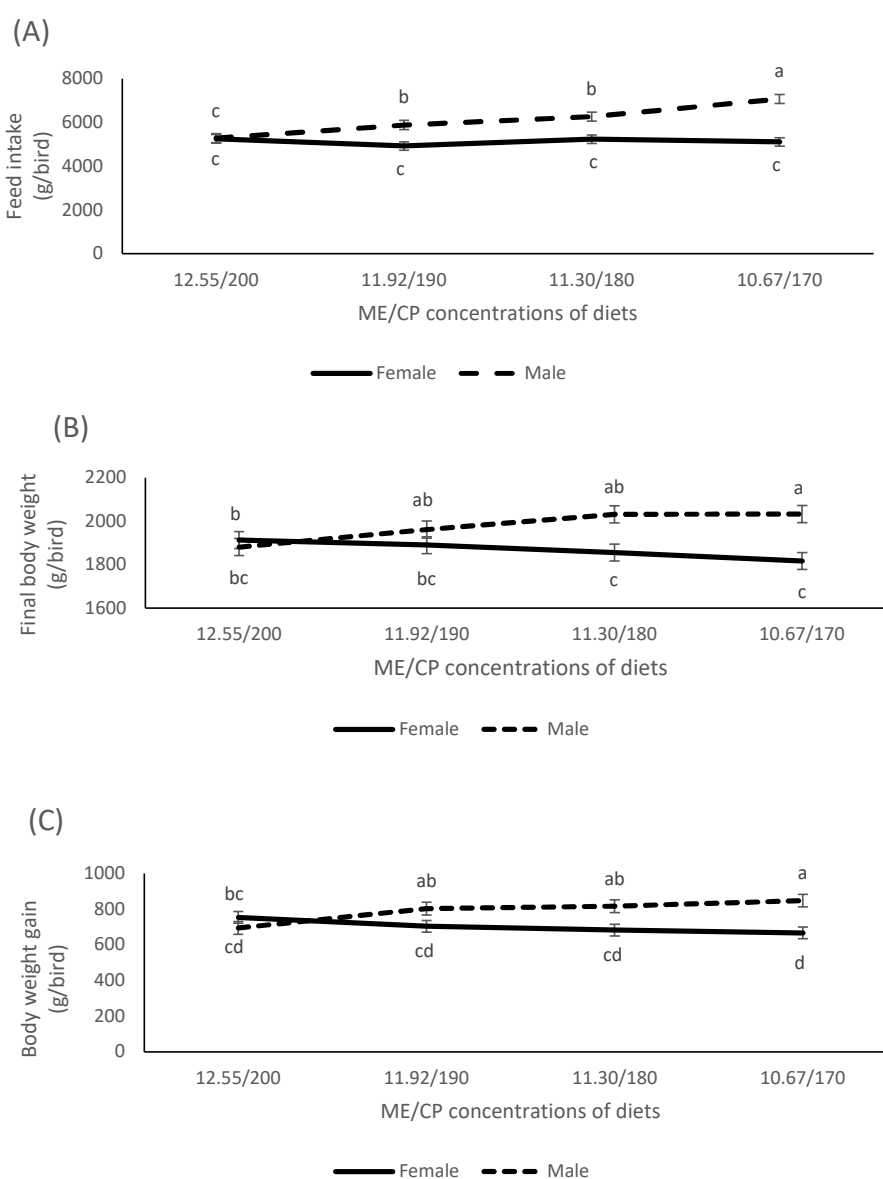 (A)
Feed intake
(g/bird)
8000
6000
4000
2000
0
c
b
b
a
c
c
c
c
12.55/200 11.92/190 11.30/180 10.67/170
ME/CP concentrations of diets
Female Male
(B)
Final body weight
(g/bird)
2200
2000
1800
1600
b
ab
ab
a
bc
bc
c
c
12.55/200 11.92/190 11.30/180 10.67/170
ME/CP concentrations of diets
Female Male
(C)
Body weight gain
(g/bird)
1000
800
600
400
200
0
bc
ab
ab
a
cd
cd
cd
d
12.55/200 11.92/190 11.30/180 10.67/170
ME/CP concentrations of diets
Female Male